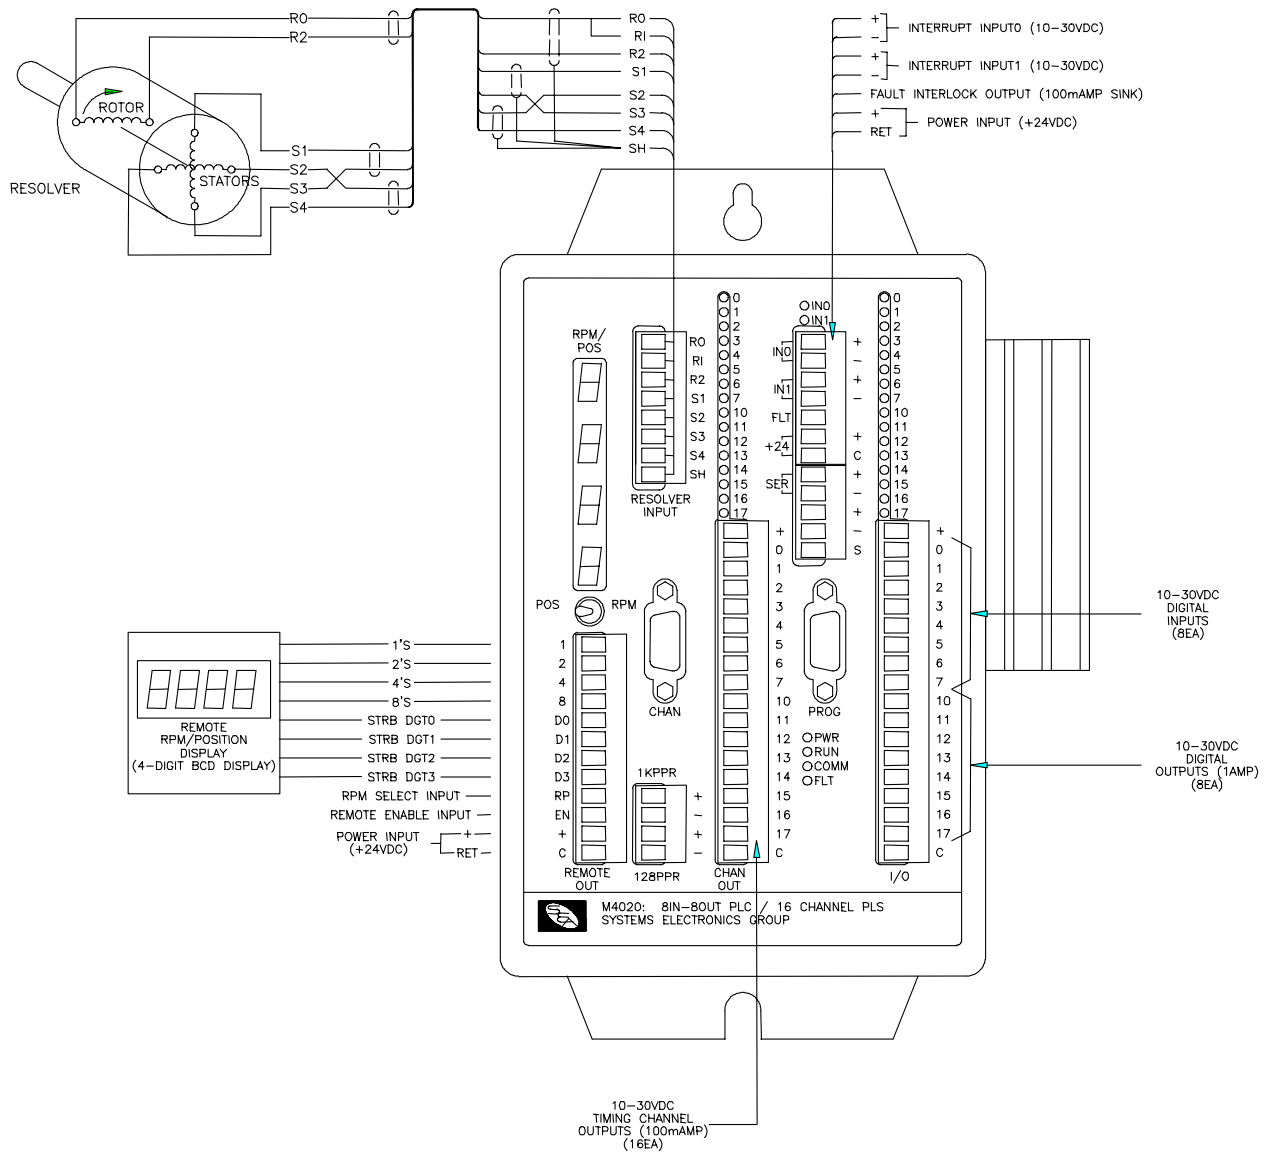 R0
R2
ROTOR
RESOLVER
STATORS
S1
S2
S3
S4
R0
R1
R2
S1
S2
S3
S4
SH
+
−
INTERRUPT INPUT0 (10−30VDC)
+
−
INTERRUPT INPUT1 (10−30VDC)
FAULT INTERLOCK OUTPUT (100mAMP SINK)
+
RET
POWER INPUT (+24VDC)
RPM/
POS
R0
R1
R2
S1
S2
S3
S4
SH
RESOLVER
INPUT
0
1
2
3
4
5
6
7
10
11
12
13
14
15
16
17
IN0
IN1
IN0
IN1
FLT
+24
SER
+
−
+
−
+
C
+
−
+
−
S
0
1
2
3
4
5
6
7
10
11
12
13
14
15
16
17
POS
RPM
CHAN
PROG
PWR
RUN
COMM
FLT
1
2
4
8
D0
D1
D2
D3
RP
EN
+
C
REMOTE
OUT
1KPPR
+
−
+
−
128PPR
+
0
1
2
3
4
5
6
7
10
11
12
13
14
15
16
17
C
CHAN
OUT
+
0
1
2
3
4
5
6
7
10
11
12
13
14
15
16
17
C
I/O
REMOTE
RPM/POSITION
DISPLAY
(4−DIGIT BCD DISPLAY)
1'S
2'S
4'S
8'S
STRB DGT0
STRB DGT1
STRB DGT2
STRB DGT3
RPM SELECT INPUT
REMOTE ENABLE INPUT
POWER INPUT
(+24VDC)
+
RET
10−30VDC
DIGITAL
INPUTS
(8EA)
10−30VDC
DIGITAL
OUTPUTS (1AMP)
(8EA)
M4020: 8IN−8OUT PLC / 16 CHANNEL PLS
SYSTEMS ELECTRONICS GROUP
10−30VDC
TIMING CHANNEL
OUTPUTS (100mAMP)
(16EA)